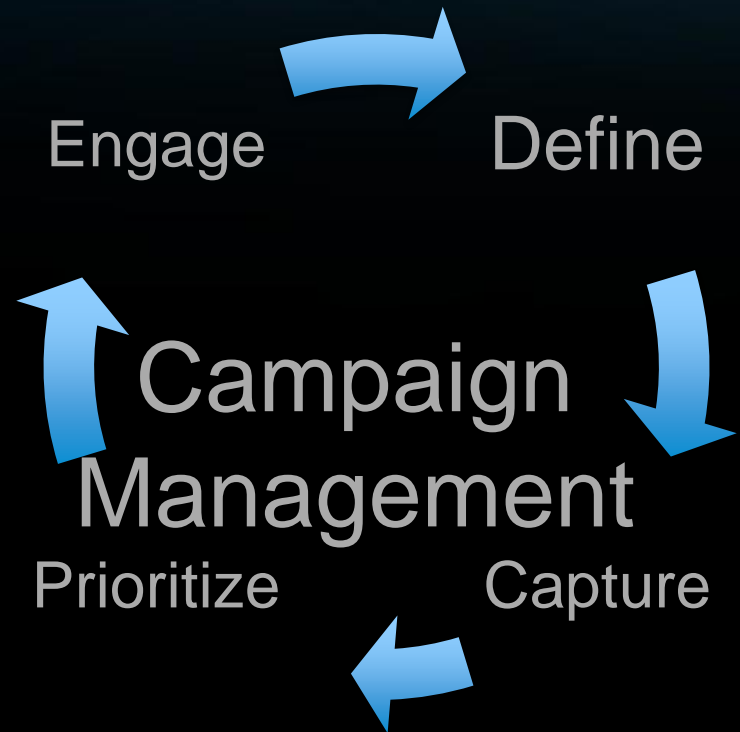 Engage
Define
Campaign
Management
Prioritize
Capture